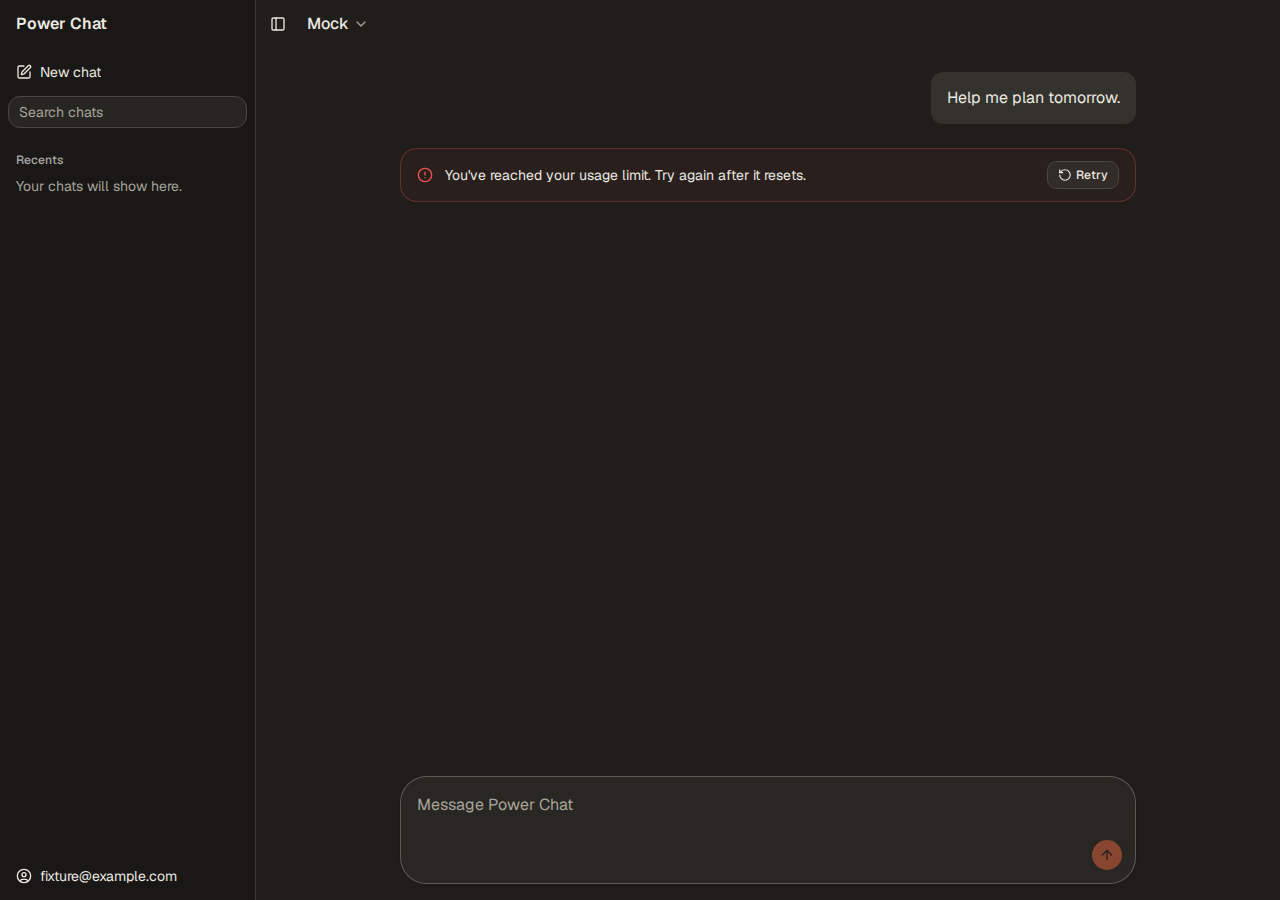 Power Chat
New chat
Search chats
Recents
Your chats will show here.
fixture@example.com
Mock
Help me plan tomorrow.
You've reached your usage limit. Try again after it resets.
Retry
Message Power Chat